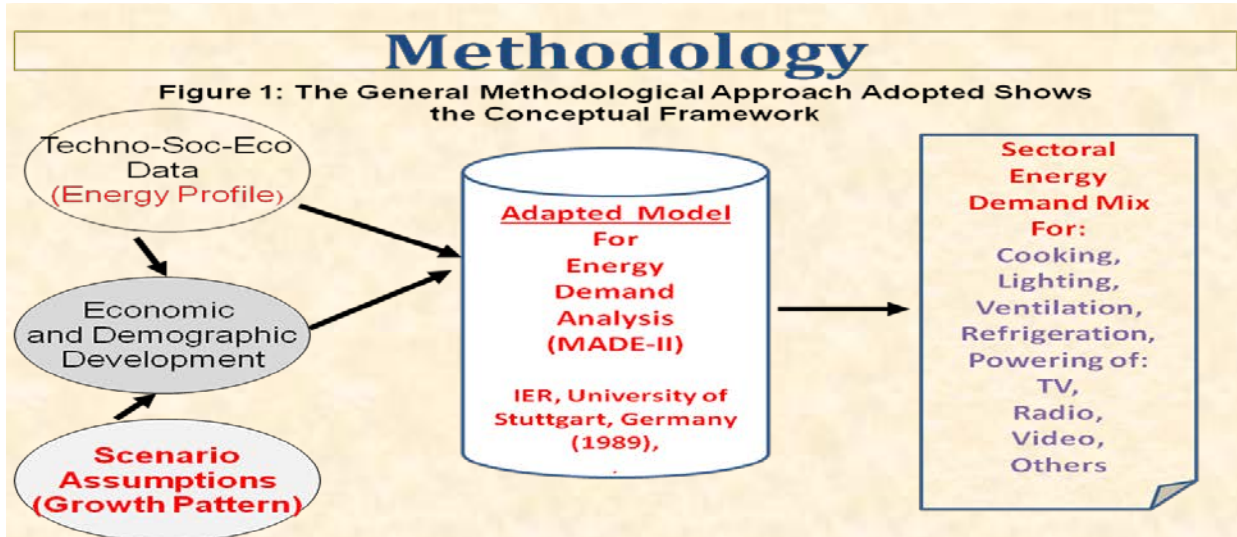 Methodology
Figure 1: The General Methodological Approach Adopted Shows
the Conceptual Framework
Techno-Soc-Eco
Data
(Energy Profile)
Economic
and Demographic
Development
Scenario
Assumptions
(Growth Pattern)
Adapted Model
For
Energy
Demand
Analysis
(MADE-II)
IER, University of
Stuttgart, Germany
(1989),
.
Sectoral
Energy
Demand Mix
For:
Cooking,
Lighting,
Ventilation,
Refrigeration,
Powering of:
TV,
Radio,
Video,
Others